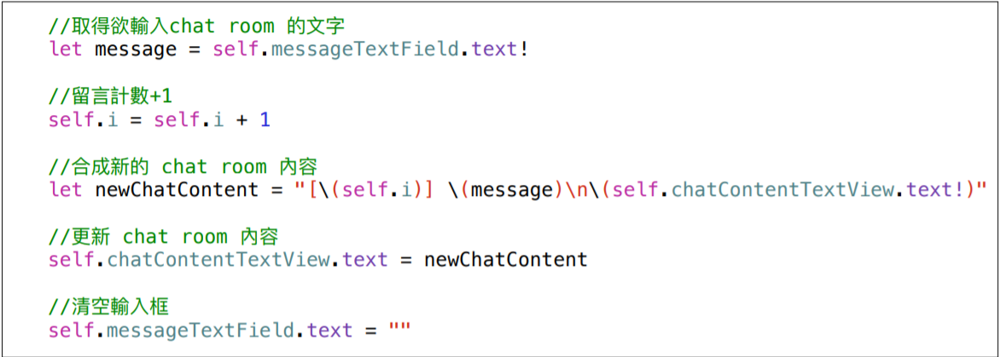 //取得欲輸入chat room 的文字
let message = self.messageTextField.text!
//留言計數+1
self.i = self.i + 1
//合成新的 chat room 內容
let newChatContent = "[\(self.i)] \(message)\n\(self.chatContentTextView.text!)"
//更新 chat room 內容
self.chatContentTextView.text = newChatContent
//清空輸入框
self.messageTextField.text = ""